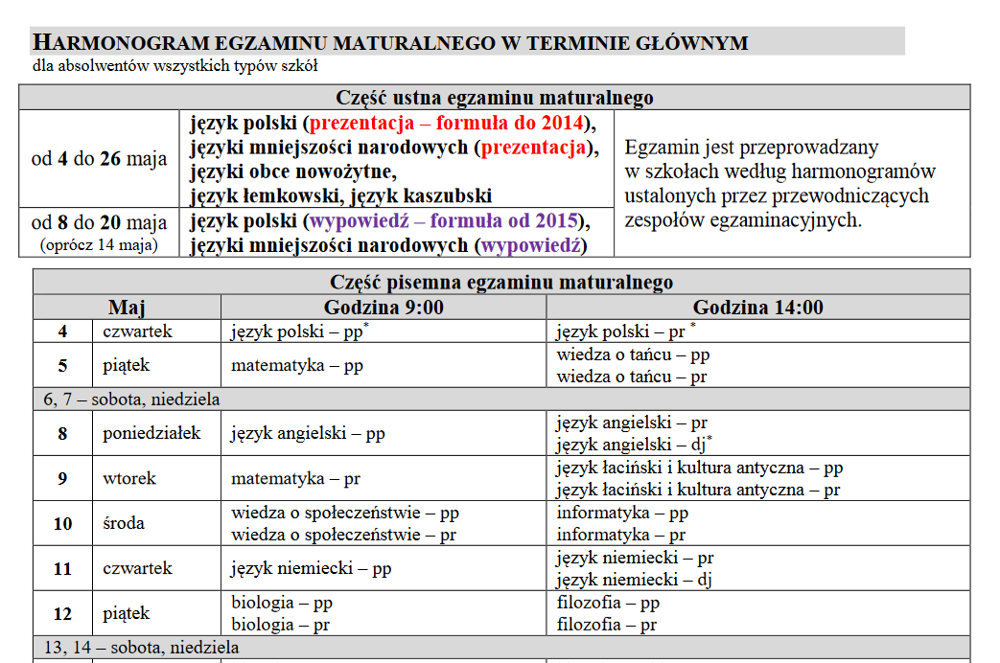 HARMONOGRAM EGZAMINU MATURALNEGO W TERMINIE GŁÓWNYM
dla absolwentów wszystkich typów szkół
Część ustna egzaminu maturalnego
od 4 do 26 maja
język polski (prezentacja – formuła do 2014),
języki mniejszości narodowych (prezentacja),
języki obce nowożytne,
język łemkowski, język kaszubski
od 8 do 20 maja
(oprócz 14 maja)
język polski (wypowiedź – formuła od 2015),
języki mniejszości narodowych (wypowiedź)
Egzamin jest przeprowadzany
w szkołach według harmonogramów
ustalonych przez przewodniczących
zespołów egzaminacyjnych.
Część pisemna egzaminu maturalnego
Maj Godzina 9:00 Godzina 14:00
4 czwartek język polski – pp* język polski – pr *
5 piątek matematyka – pp
wiedza o tańcu – pp
wiedza o tańcu – pr
6, 7 – sobota, niedziela
8 poniedziałek język angielski – pp
język angielski – pr
język angielski – dj*
9 wtorek matematyka – pr
język łaciński i kultura antyczna – pp
język łaciński i kultura antyczna – pr
10 środa
wiedza o społeczeństwie – pp
wiedza o społeczeństwie – pr
informatyka – pp
informatyka – pr
11 czwartek język niemiecki – pp
język niemiecki – pr
język niemiecki – dj
12 piątek
biologia – pp
biologia – pr
filozofia – pp
filozofia – pr
13, 14 – sobota, niedziela